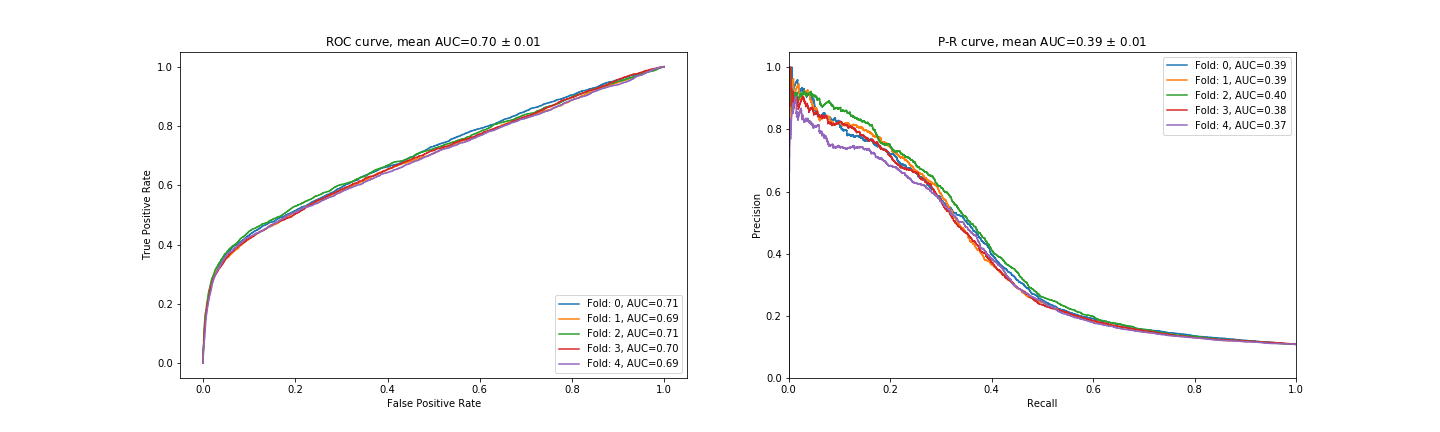 ROC curve, mean AUC=0.70 ± 0.01
True Positive Rate
1.0
0.8
0.6
0.4
0.2
0.0
Fold: 0, AUC=0.71
Fold: 1, AUC=0.69
Fold: 2, AUC=0.71
Fold: 3, AUC=0.70
Fold: 4, AUC=0.69
0.0 0.2 0.4 0.6 0.8 1.0
False Positive Rate
P-R curve, mean AUC=0.39 ± 0.01
Precision
1.0
0.8
0.6
0.4
0.2
0.0
Fold: 0, AUC=0.39
Fold: 1, AUC=0.39
Fold: 2, AUC=0.40
Fold: 3, AUC=0.38
Fold: 4, AUC=0.37
0.0 0.2 0.4 0.6 0.8 1.0
Recall